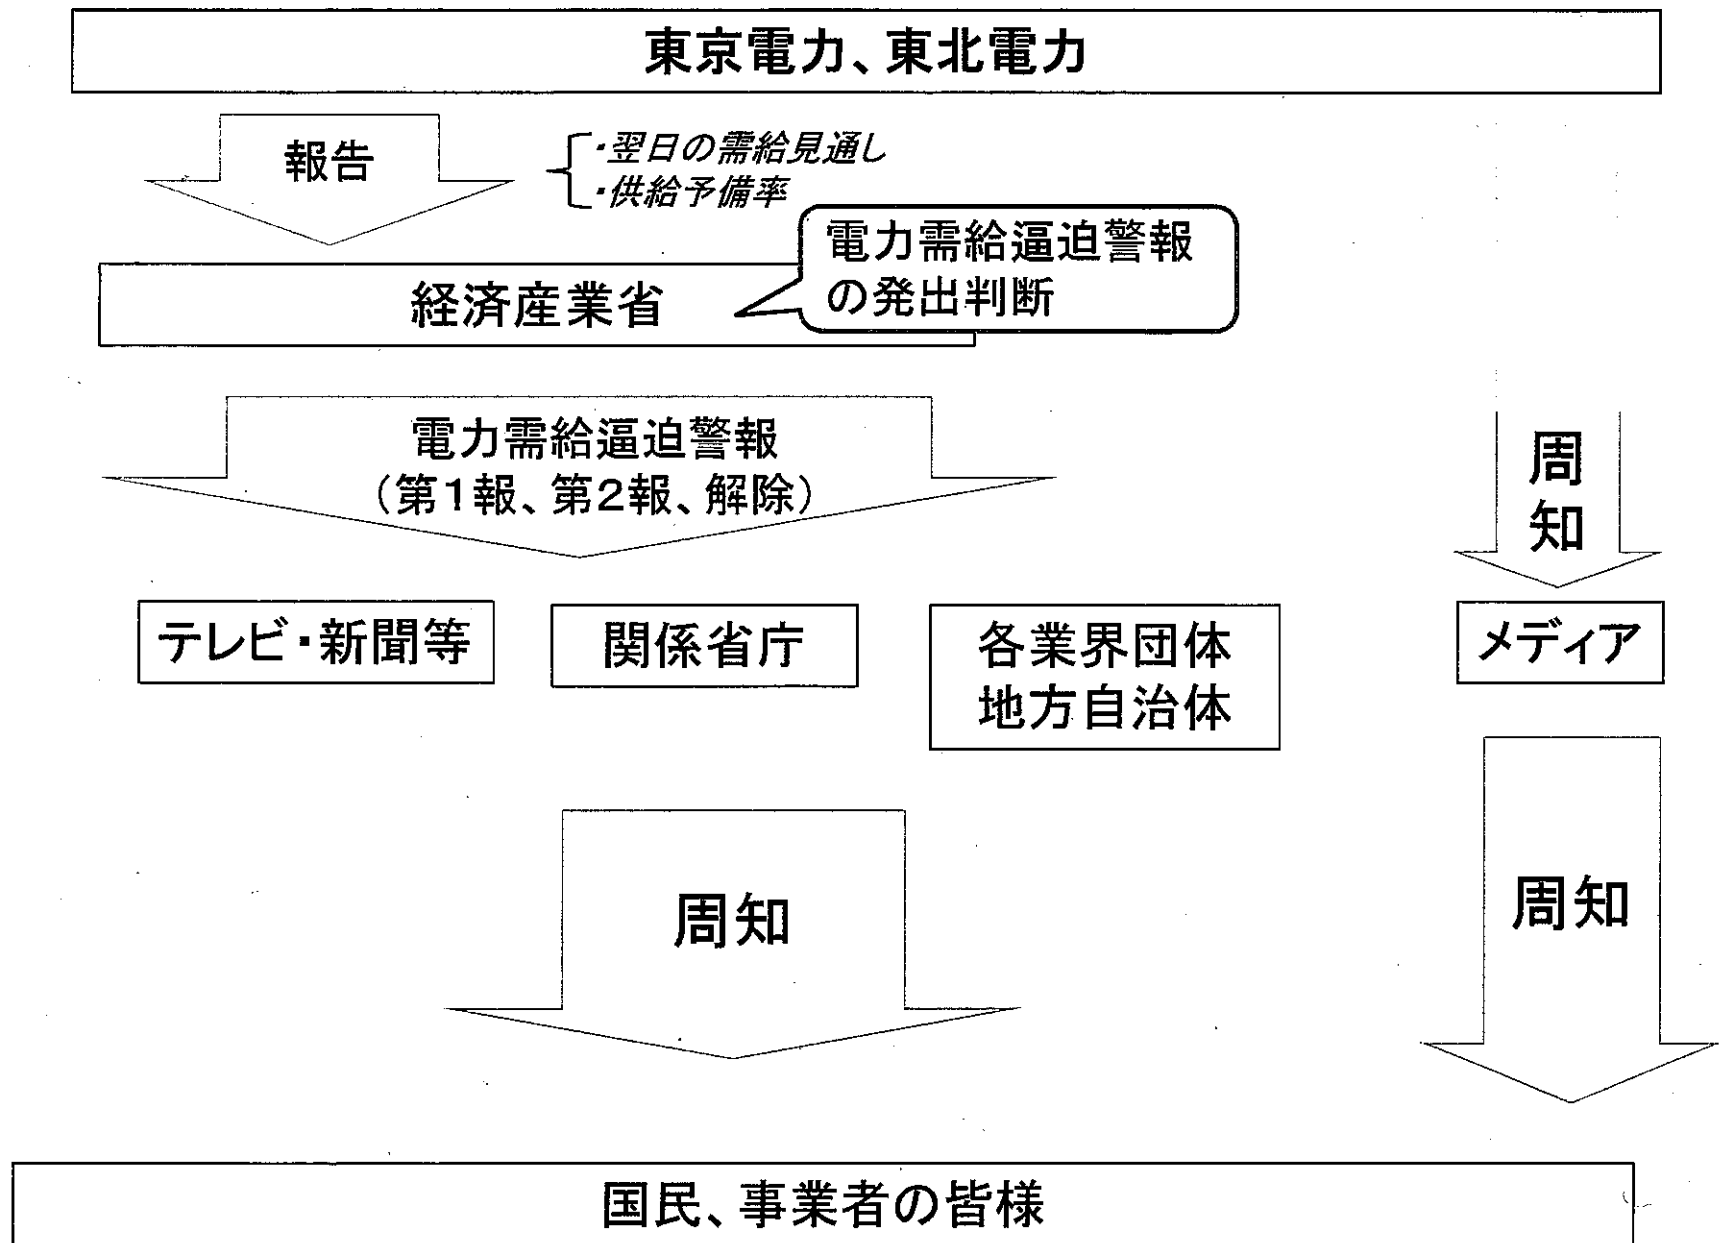 東京電力、東北電力
報告
・翌日の需給見通し
・供給予備率
電力需給逼迫警報
の発出判断
経済産業省
電力需給逼迫警報
（第1報、第2報、解除）
周
知
テレビ・新聞等
関係省庁
各業界団体
地方自治体
メディア
周知
周知
国民、事業者の皆様